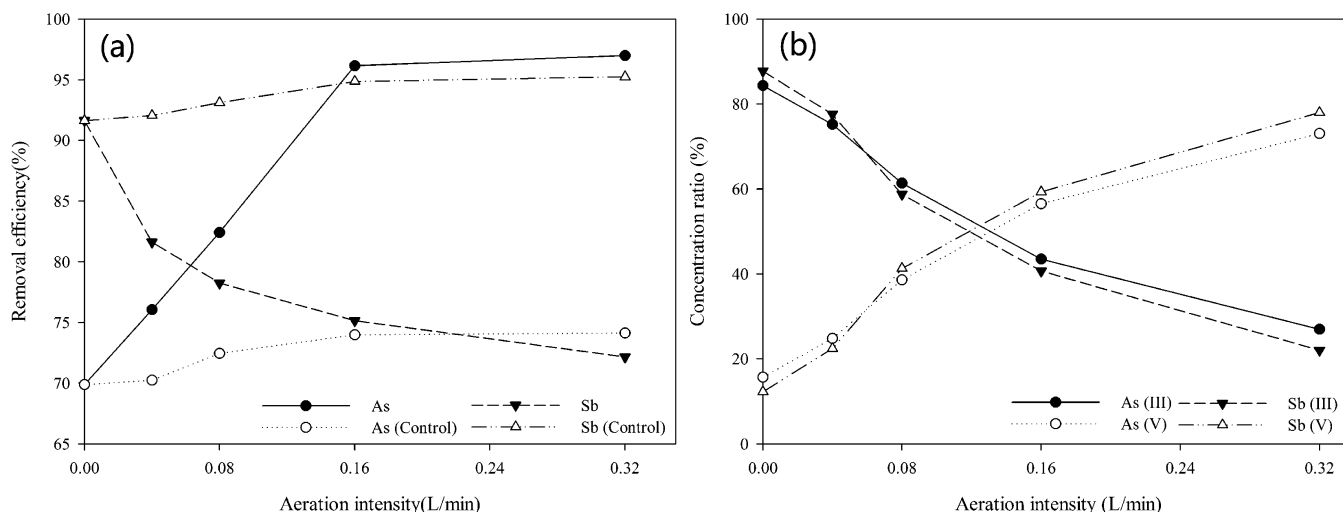 (a)
Removal efficiency(%)
100
95
90
85
80
75
70
65
0.00 0.08 0.16 0.24 0.32
Aeration intensity(L/min)
As Sb
As (Control) Sb (Control)
(b)
Concentration ratio (%)
100
80
60
40
20
0
0.00 0.08 0.16 0.24 0.32
Aeration intensity (L/min)
As (III) Sb (III)
As (V) Sb (V)